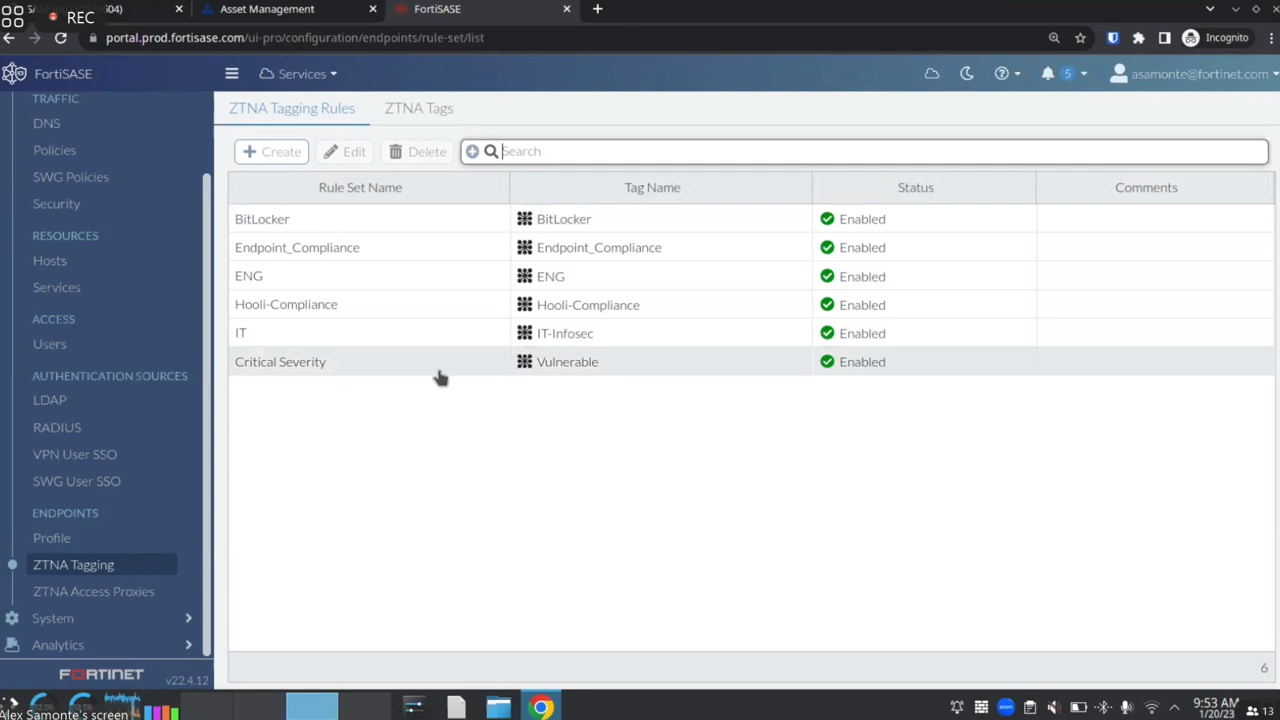 REC
604)
Asset Management
FortiSASE
portal.prod.fortisase.com/ui-pro/configuration/endpoints/rule-set/list
Incognito
FortiSASE
Services
5
asamonte@fortinet.com
TRAFFIC
DNS
Policies
SWG Policies
Security
RESOURCES
Hosts
Services
ACCESS
Users
AUTHENTICATION SOURCES
LDAP
RADIUS
VPN User SSO
SWG User SSO
ENDPOINTS
Profile
ZTNA Tagging
ZTNA Access Proxies
System
Analytics
FORTINET
v22.4.12
ZTNA Tagging Rules
ZTNA Tags
Create
Edit
Delete
Search
Rule Set Name Tag Name Status Comments
BitLocker BitLocker Enabled
Endpoint_Compliance Endpoint_Compliance Enabled
ENG ENG Enabled
Hooli-Compliance Hooli-Compliance Enabled
IT IT-Infosec Enabled
Critical Severity Vulnerable Enabled
6
Alex Samonte's screen
9:53 AM
1/20/23
13